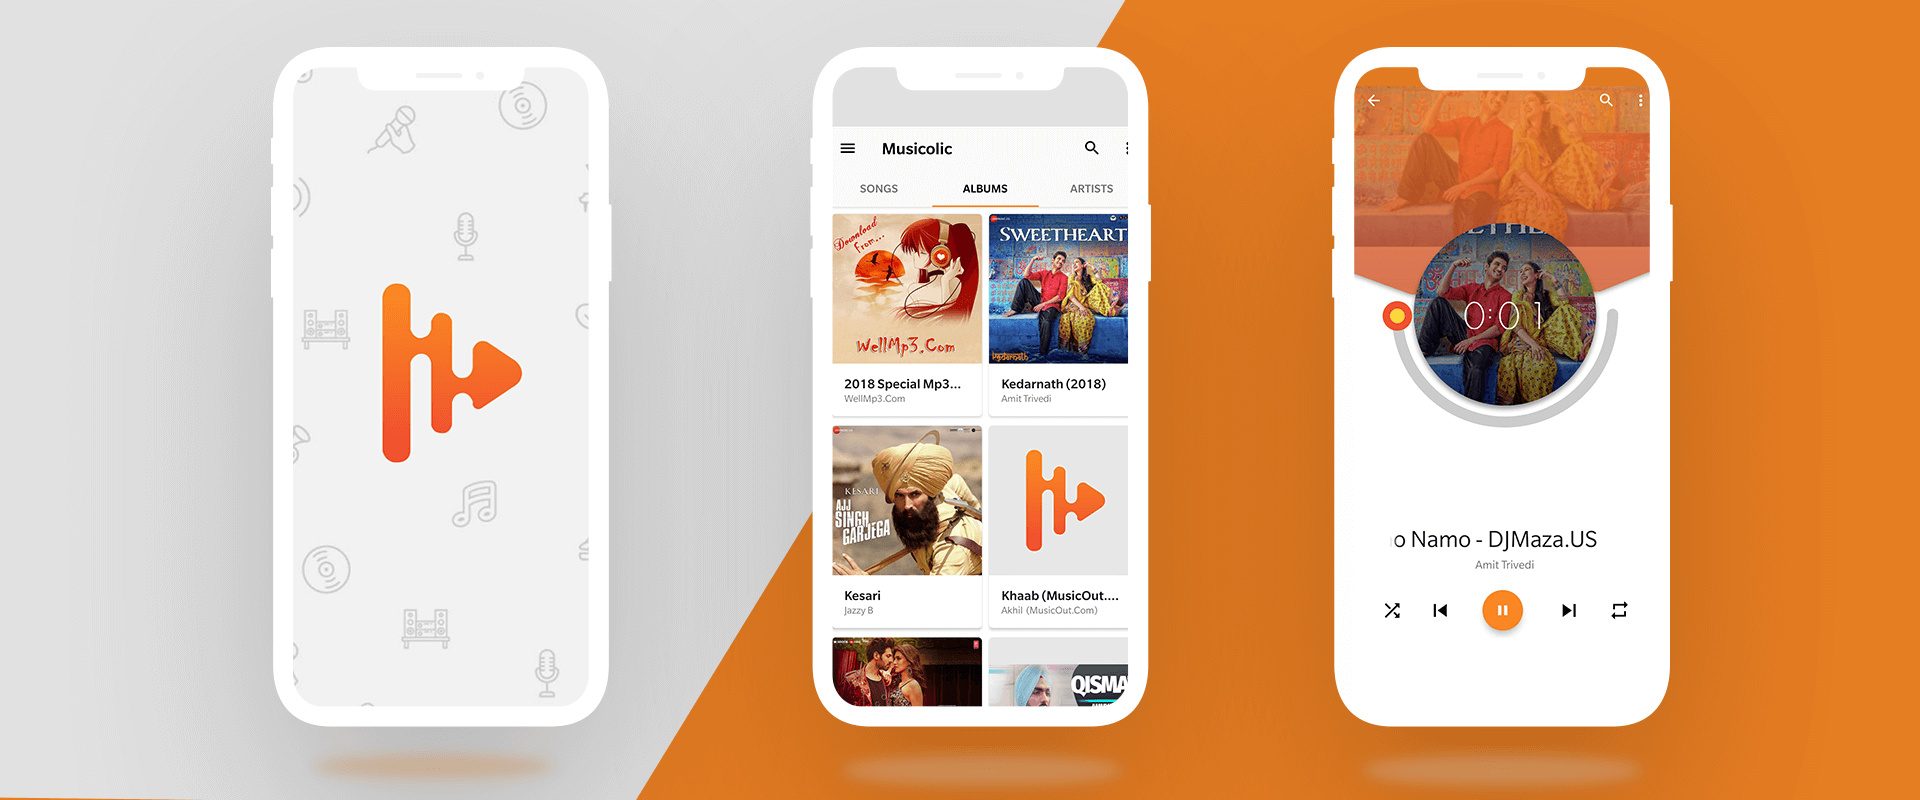 Musicolic
SONGS
ALBUMS
ARTISTS
Download
From...
WellMp3.Com
2018 Special Mp3...
WellMp3.Com
SWEETHEART
kedarnath
Kedarnath (2018)
Amit Trivedi
KESARI
AJJ
SINGH
GARJEGA
Kesari
Jazzy B
Khaab (MusicOut....
Akhil (MusicOut.Com)
QISMA
0:01
o Namo - DJMaza.US
Amit Trivedi